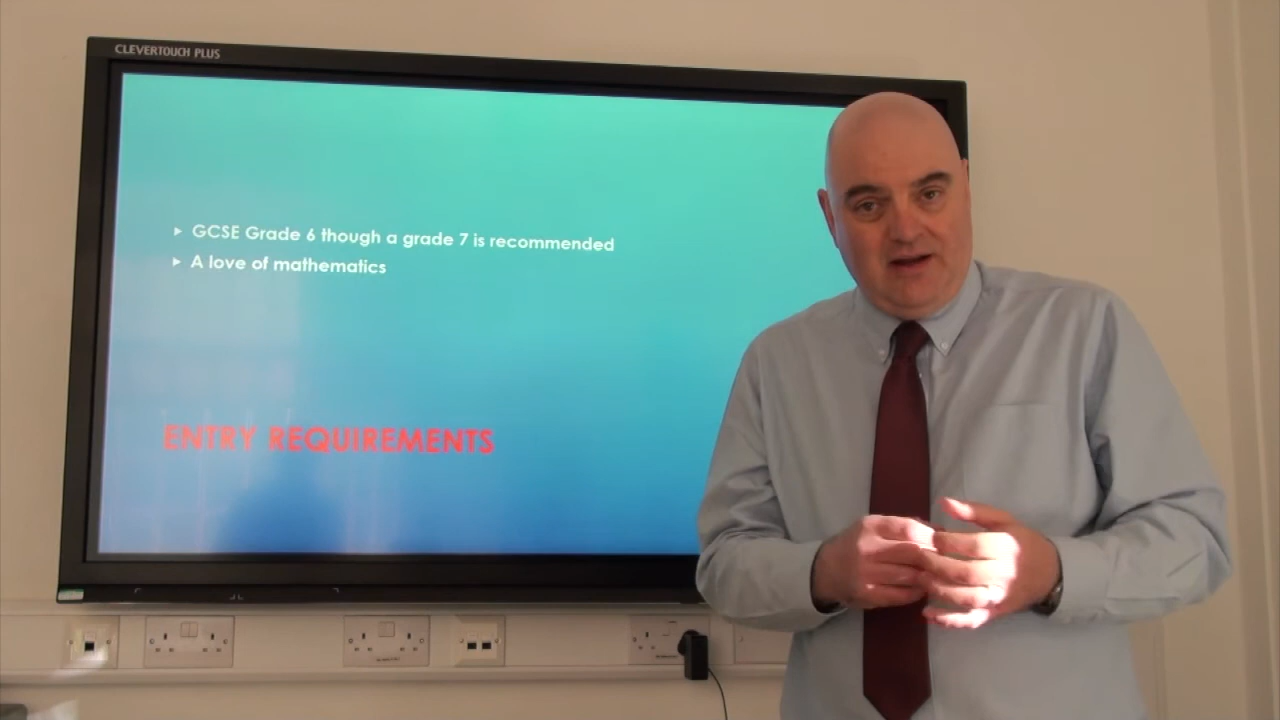 CLEVERTOUCH PLUS
GCSE Grade 6 though a grade 7 is recommended
A love of mathematics
ENTRY REQUIREMENTS